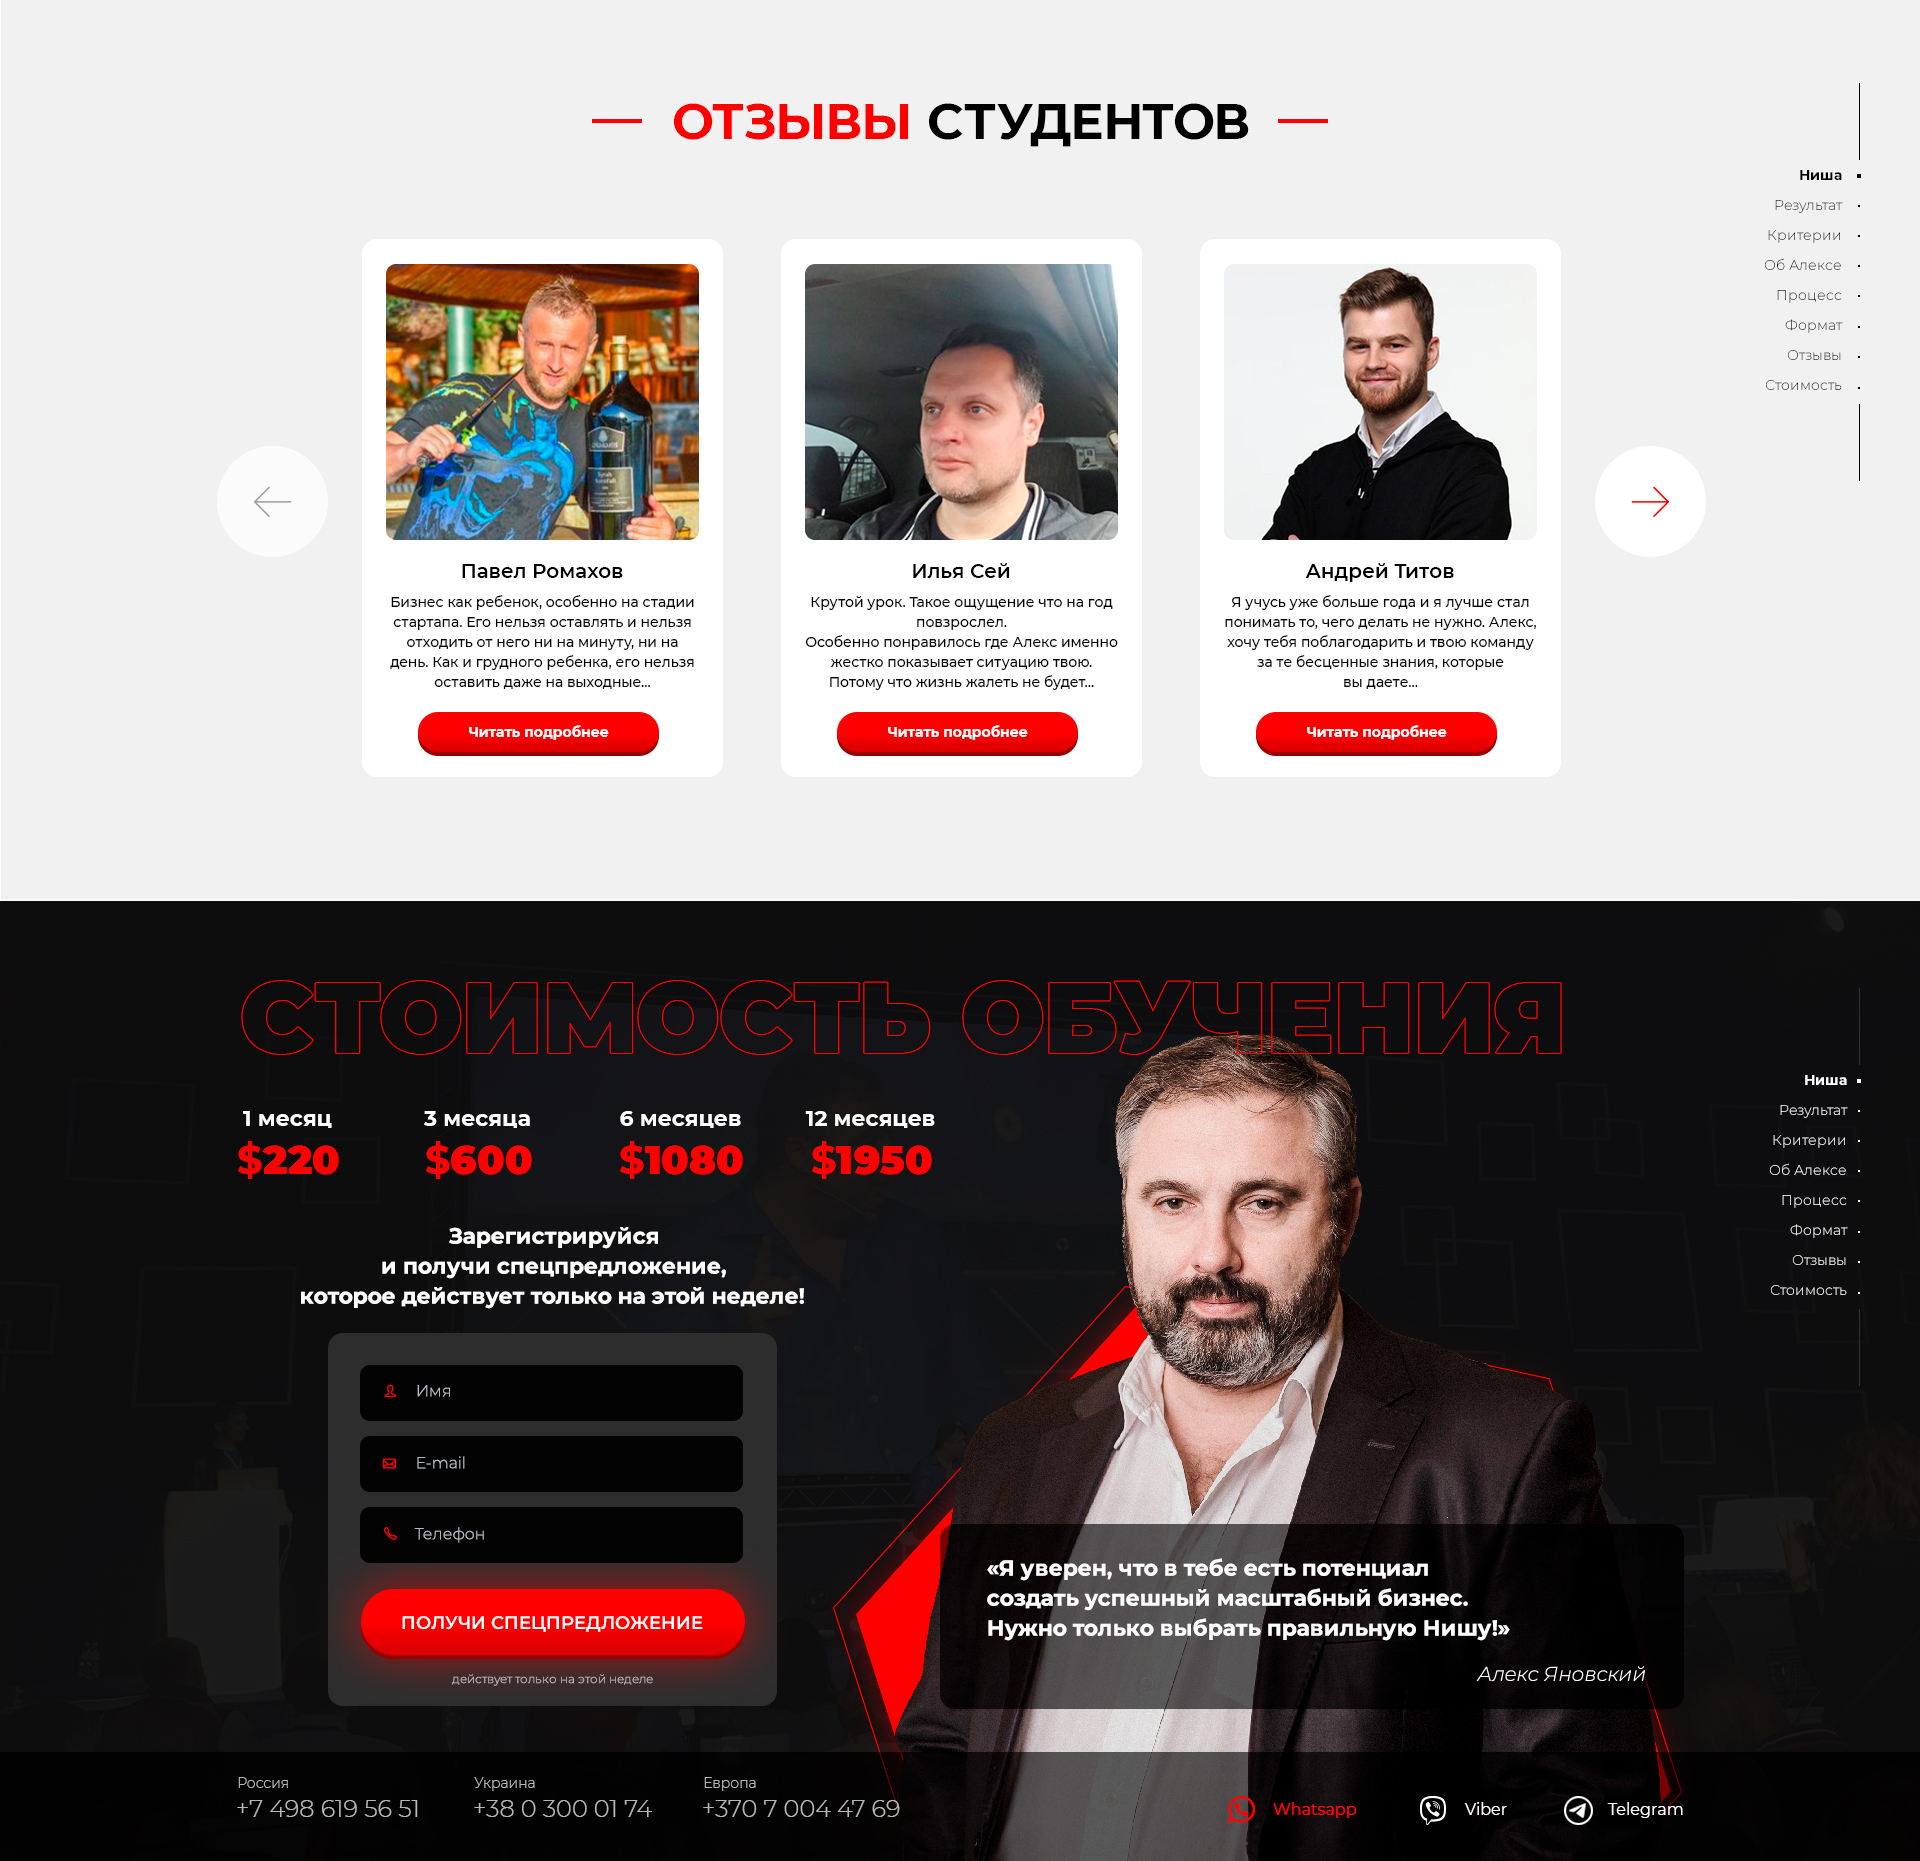 ОТЗЫВЫ СТУДЕНТОВ
Ниша
Результат
Критерии
Об Алексе
Процесс
Формат
Отзывы
Стоимость
Павел Ромахов
Бизнес как ребенок, особенно на стадии
стартапа. Его нельзя оставлять и нельзя
отходить от него ни на минуту, ни на
день. Как и грудного ребенка, его нельзя
оставить даже на выходные...
Читать подробнее
Илья Сей
Крутой урок. Такое ощущение что на год
повзрослел.
Особенно понравилось где Алекс именно
жестко показывает ситуацию твою.
Потому что жизнь жалеть не будет...
Читать подробнее
Андрей Титов
Я учусь уже больше года и я лучше стал
понимать то, чего делать не нужно. Алекс,
хочу тебя поблагодарить и твою команду
за те бесценные знания, которые
вы даете...
Читать подробнее
СТОИМОСТЬ ОБУЧЕНИЯ
1 месяц
$220
3 месяца
$600
6 месяцев
$1080
12 месяцев
$1950
Ниша
Результат
Критерии
Об Алексе
Процесс
Формат
Отзывы
Стоимость
Зарегистрируйся
и получи спецпредложение,
которое действует только на этой неделе!
Имя
E-mail
Телефон
ПОЛУЧИ СПЕЦПРЕДЛОЖЕНИЕ
действует только на этой неделе
«Я уверен, что в тебе есть потенциал
создать успешный масштабный бизнес.
Нужно только выбрать правильную Нишу!»
Алекс Яновский
Россия
+7 498 619 56 51
Украина
+38 0 300 01 74
Европа
+370 7 004 47 69
Whatsapp
Viber
Telegram